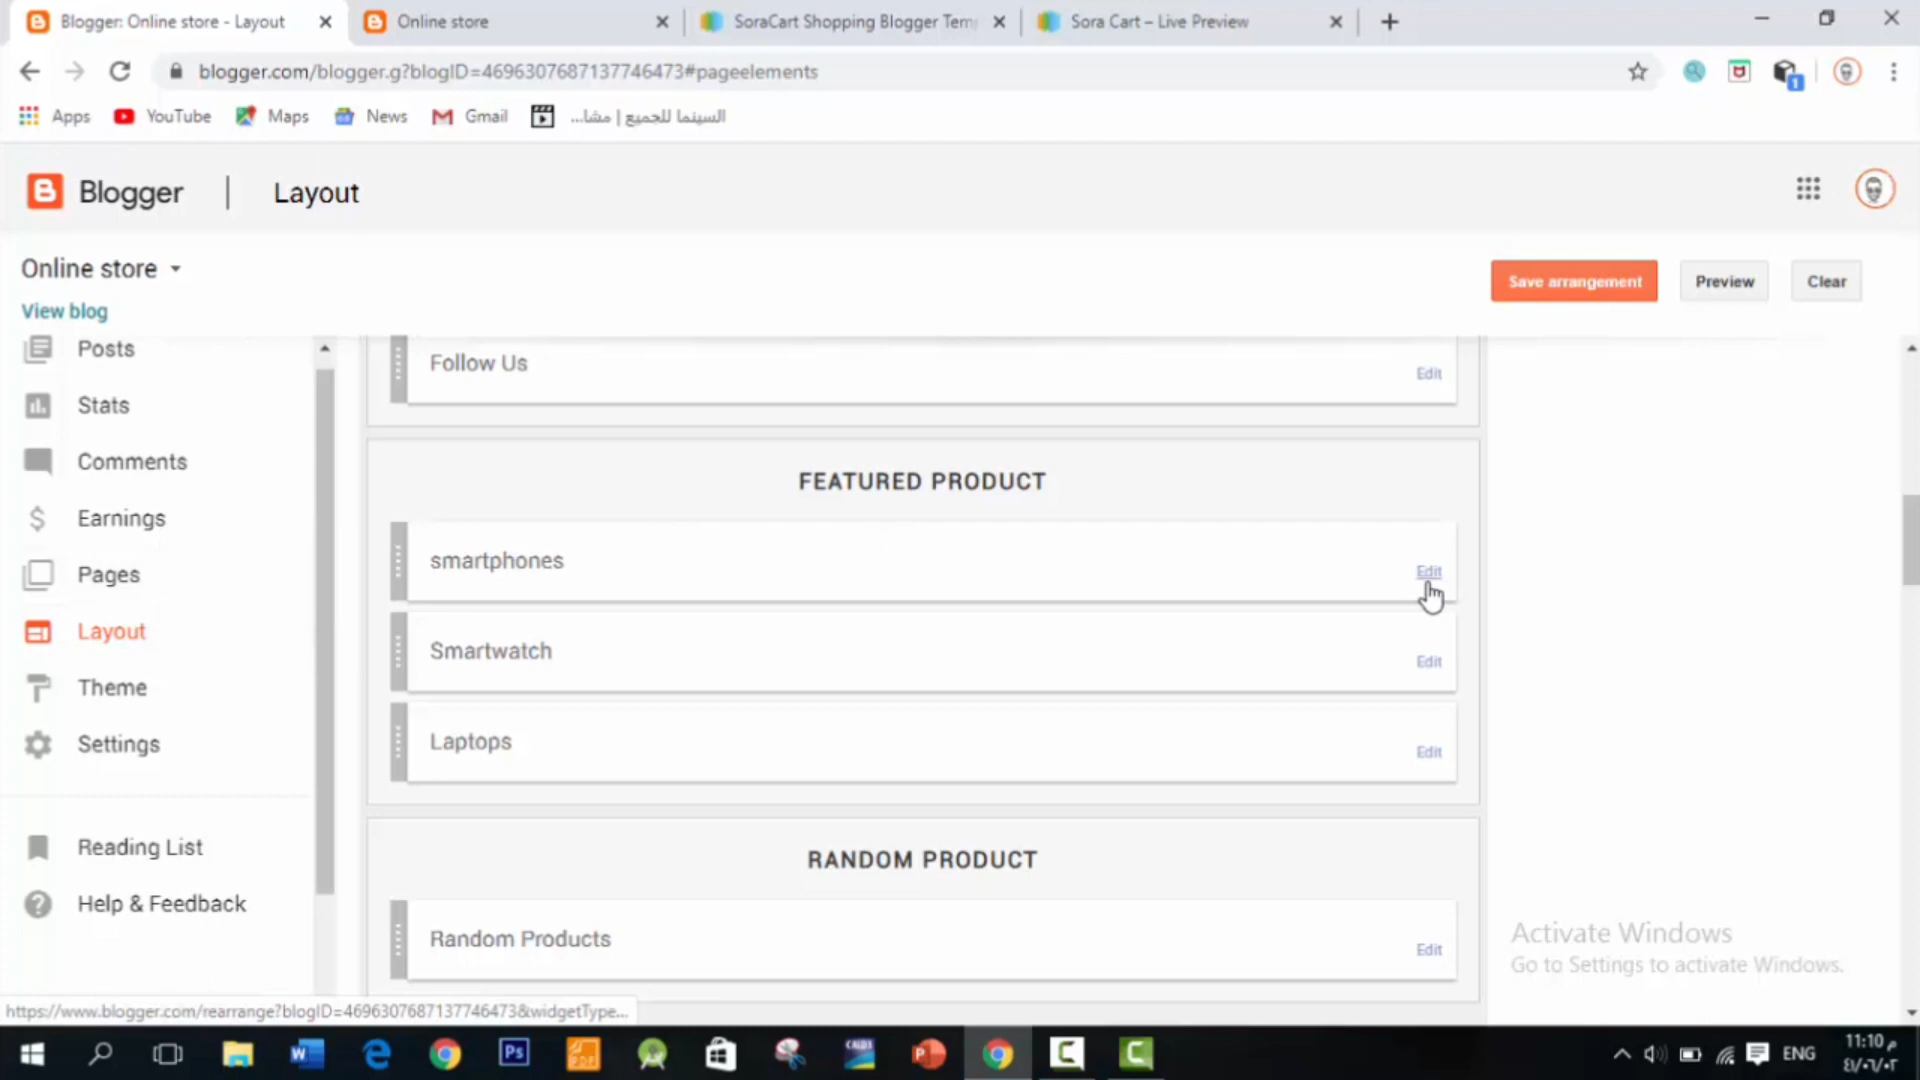 Blogger: Online store - Layout
Online store
SoraCart Shopping Blogger Tem
Sora Cart – Live Preview
blogger.com/blogger.g?blogID=4696307687137746473#pageelements
Apps
YouTube
Maps
News
Gmail
السينما للجميع | مشا...
Blogger | Layout
Online store
View blog
Save arrangement
Preview
Clear
Posts
Stats
Comments
Earnings
Pages
Layout
Theme
Settings
Reading List
Help & Feedback
Follow Us
Edit
FEATURED PRODUCT
smartphones
Edit
Smartwatch
Edit
Laptops
Edit
RANDOM PRODUCT
Random Products
Edit
Activate Windows
Go to Settings to activate Windows.
https://www.blogger.com/rearrange?blogID=4696307687137746473&widgetType...
ENG
11:10 م